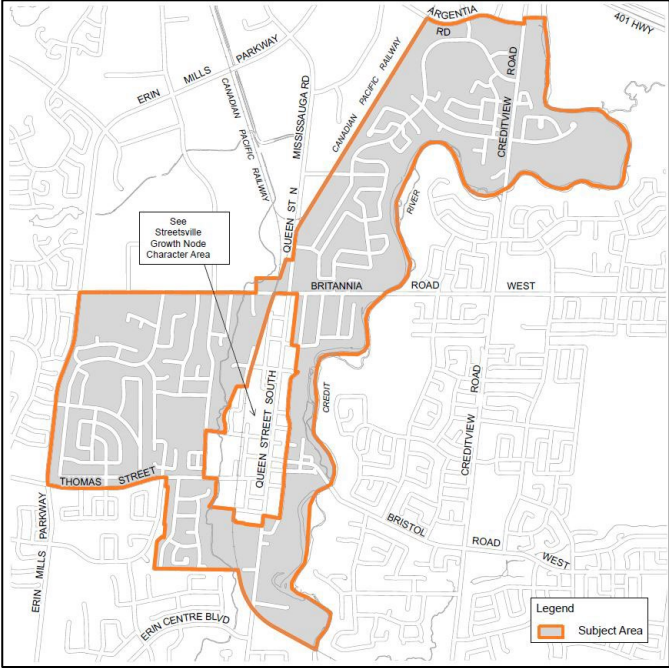 ARGENTIA
RD
401 HWY
ERIN MILLS PARKWAY
CANADIAN PACIFIC RAILWAY
MISSISSAUGA RD
CANADIAN PACIFIC RAILWAY
CREDITVIEW ROAD
QUEEN ST N
RIVER
See
Streetsville
Growth Node
Character Area
BRITANNIA ROAD WEST
QUEEN STREET SOUTH
CREDIT
CREDITVIEW ROAD
THOMAS STREET
ERIN MILLS PARKWAY
BRISTOL ROAD WEST
ERIN CENTRE BLVD
Legend
Subject Area